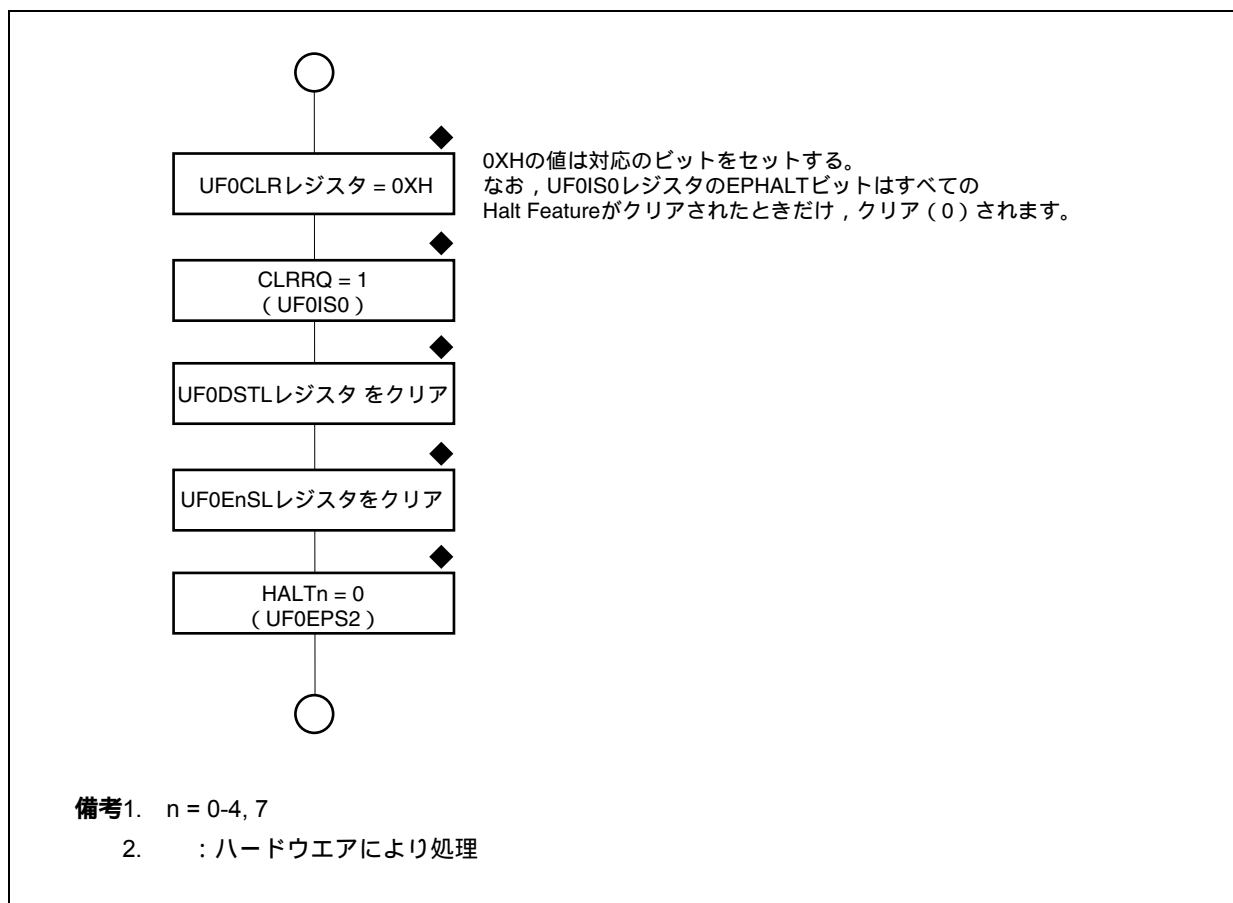 UF0CLRレジスタ = 0XH
0XHの値は対応のビットをセットする。
なお，UF0IS0レジスタのEPHALTビットはすべての
Halt Featureがクリアされたときだけ，クリア（0）されます。
CLRRQ = 1
（UF0IS0）
UF0DSTLレジスタ をクリア
UF0EnSLレジスタをクリア
HALTn = 0
（UF0EPS2）
備考1. n = 0-4, 7
2. ：ハードウエアにより処理